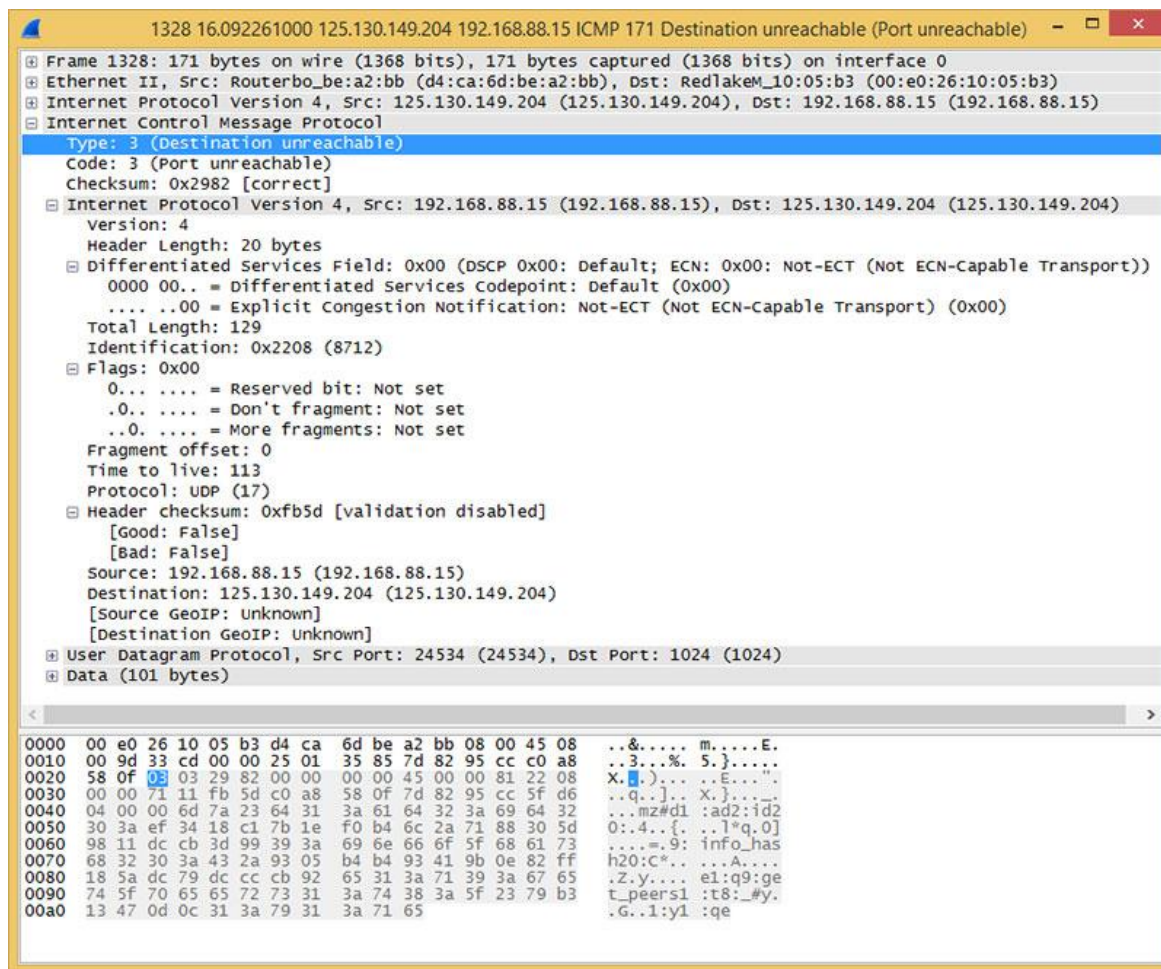 1328 16.092261000 125.130.149.204 192.168.88.15 ICMP 171 Destination unreachable (Port unreachable)
Frame 1328: 171 bytes on wire (1368 bits), 171 bytes captured (1368 bits) on interface 0
Ethernet II, Src: Routerbo_be:a2:bb (d4:ca:6d:be:a2:bb), Dst: RedlakeM_10:05:b3 (00:e0:26:10:05:b3)
Internet Protocol Version 4, Src: 125.130.149.204 (125.130.149.204), Dst: 192.168.88.15 (192.168.88.15)
Internet Control Message Protocol
Type: 3 (Destination unreachable)
Code: 3 (Port unreachable)
Checksum: 0x2982 [correct]
Internet Protocol Version 4, Src: 192.168.88.15 (192.168.88.15), Dst: 125.130.149.204 (125.130.149.204)
Version: 4
Header Length: 20 bytes
Differentiated Services Field: 0x00 (DSCP 0x00: Default; ECN: 0x00: Not-ECT (Not ECN-Capable Transport))
0000 00.. = Differentiated Services Codepoint: Default (0x00)
.... ..00 = Explicit Congestion Notification: Not-ECT (Not ECN-Capable Transport) (0x00)
Total Length: 129
Identification: 0x2208 (8712)
Flags: 0x00
0... .... = Reserved bit: Not set
.0.. .... = Don't fragment: Not set
..0. .... = More fragments: Not set
Fragment offset: 0
Time to live: 113
Protocol: UDP (17)
Header checksum: 0xfb5d [validation disabled]
[Good: False]
[Bad: False]
Source: 192.168.88.15 (192.168.88.15)
Destination: 125.130.149.204 (125.130.149.204)
[Source GeoIP: Unknown]
[Destination GeoIP: Unknown]
User Datagram Protocol, Src Port: 24534 (24534), Dst Port: 1024 (1024)
Data (101 bytes)
0000 00 e0 26 10 05 b3 d4 ca 6d be a2 bb 08 00 45 08 ..&..... m.....E.
0010 00 9d 33 cd 00 00 25 01 35 85 7d 82 95 cc c0 a8 ..3...%. 5.}.....
0020 58 0f 03 03 29 82 00 00 00 00 45 00 00 81 22 08 X...)... ..E...".
0030 00 00 71 11 fb 5d c0 a8 58 0f 7d 82 95 cc 5f d6 ..q..].. X.}..._.
0040 04 00 00 6d 7a 23 64 31 3a 61 64 32 3a 69 64 32 ...mz#d1 :ad2:id2
0050 30 3a ef 34 18 c1 7b 1e f0 b4 6c 2a 71 88 30 5d 0:.4..{. ..l*q.0]
0060 98 11 dc cb 3d 99 39 3a 69 6e 66 6f 5f 68 61 73 ....=.9: info_has
0070 68 32 30 3a 43 2a 93 05 b4 b4 93 41 9b 0e 82 ff h20:C*.. ...A....
0080 18 5a dc 79 dc cc cb 92 65 31 3a 71 39 3a 67 65 .Z.y.... e1:q9:ge
0090 74 5f 70 65 65 72 73 31 3a 74 38 3a 5f 23 79 b3 t_peers1 :t8:_#y.
00a0 13 47 0d 0c 31 3a 79 31 3a 71 65 .G..1:y1 :qe